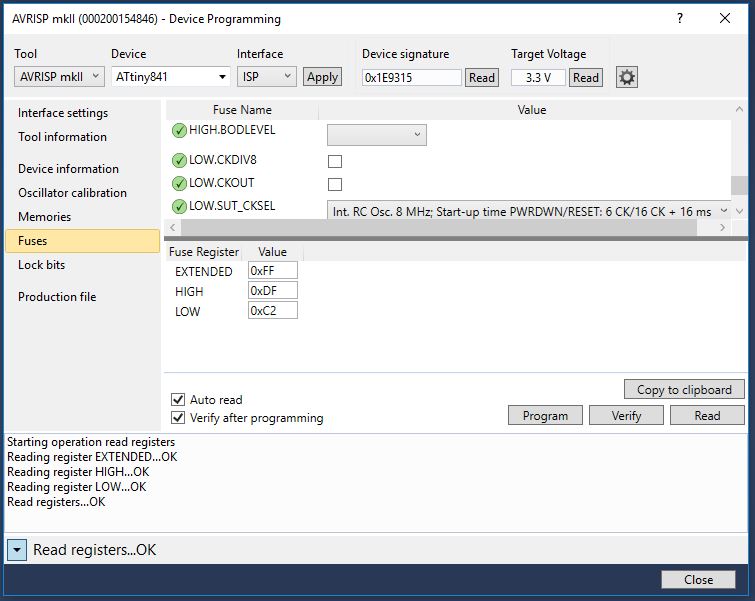 AVRISP mkII (000200154846) - Device Programming
Tool Device Interface Device signature Target Voltage
AVRISP mkII ATtiny841 ISP Apply 0x1E9315 Read 3.3 V Read
Interface settings
Tool information
Device information
Oscillator calibration
Memories
Fuses
Lock bits
Production file
Fuse Name Value
HIGH.BODLEVEL
LOW.CKDIV8
LOW.CKOUT
LOW.SUT_CKSEL Int. RC Osc. 8 MHz; Start-up time PWRDWN/RESET: 6 CK/16 CK + 16 ms
Fuse Register Value
EXTENDED 0xFF
HIGH 0xDF
LOW 0xC2
Copy to clipboard
Auto read
Verify after programming
Program Verify Read
Starting operation read registers
Reading register EXTENDED...OK
Reading register HIGH...OK
Reading register LOW...OK
Read registers...OK
Read registers...OK
Close